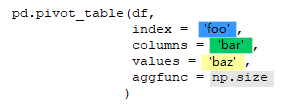 pd.pivot_table(df,
index = 'foo',
columns = 'bar',
values = 'baz',
aggfunc = np.size
)